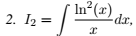 2. I₂ = ∫ ln²(x)/x dx,